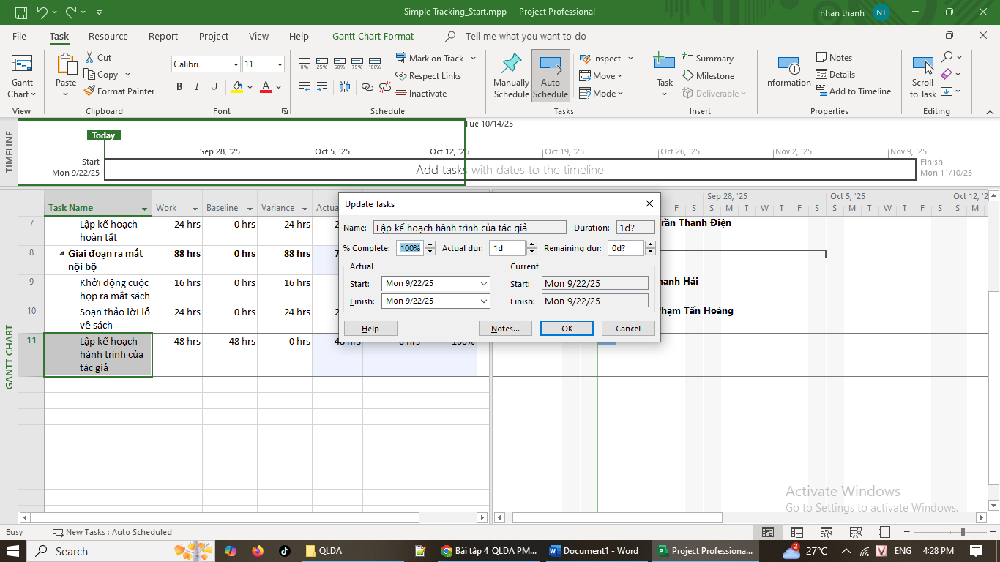 Simple Tracking_Start.mpp - Project Professional
nhan thanh NT
File Task Resource Report Project View Help Gantt Chart Format Tell me what you want to do
Gantt Chart
View
Paste
Cut
Copy
Format Painter
Clipboard
Calibri 11
B I U A
Font
0% 25% 50% 75% 100%
Mark on Track
Respect Links
Inactivate
Schedule
Manually Schedule
Auto Schedule
Inspect
Move
Mode
Tasks
Task
Summary
Milestone
Deliverable
Insert
Information
Notes
Details
Add to Timeline
Properties
Scroll to Task
Editing
TIMELINE
Tue 10/14/25
Today
Sep 28, '25 Oct 5, '25 Oct 12, '25 Oct 19, '25 Oct 26, '25 Nov 2, '25 Nov 9, '25
Start
Mon 9/22/25
Add tasks with dates to the timeline
Finish
Mon 11/10/25
GANTT CHART
Task Name Work Baseline Variance Actua
Sep 28, '25 Oct 5, '25 Oct 12, '2
F S S M T W T F S S M T W T F S S M
7 Lập kế hoạch 24 hrs 0 hrs 24 hrs 2
hoàn tất
rần Thanh Điện
8 Giai đoạn ra mắt 88 hrs 0 hrs 88 hrs 7
nội bộ
9 Khởi động cuộc 16 hrs 0 hrs 16 hrs
họp ra mắt sách
hanh Hải
10 Soạn thảo lời lỗ 24 hrs 0 hrs 24 hrs 2
về sách
hạm Tấn Hoàng
11 Lập kế hoạch 48 hrs 48 hrs 0 hrs 48 hrs 0 hrs 100%
hành trình của
tác giả
Update Tasks
Name: Lập kế hoạch hành trình của tác giả Duration: 1d?
% Complete: 100% Actual dur: 1d Remaining dur: 0d?
Actual
Start: Mon 9/22/25
Finish: Mon 9/22/25
Current
Start: Mon 9/22/25
Finish: Mon 9/22/25
Help Notes... OK Cancel
Activate Windows
Go to Settings to activate Windows.
Busy New Tasks : Auto Scheduled
Search
QLDA
Bài tập 4_QLDA PM...
Document1 - Word
Project Professiona...
2 27°C V ENG 4:28 PM